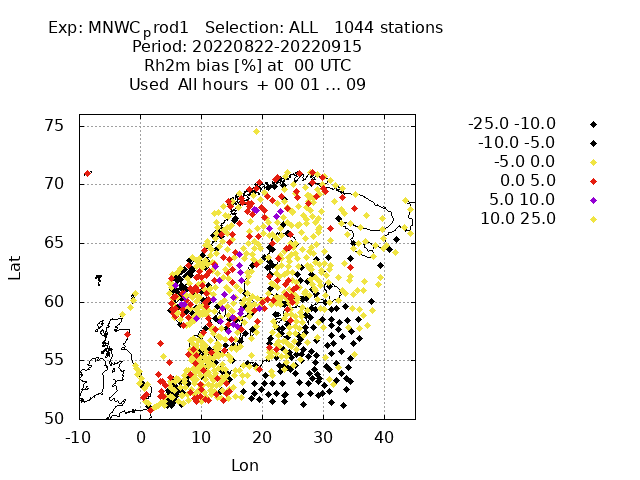 Exp: MNWCprod1   Selection: ALL   1044 stations
Period: 20220822-20220915
Rh2m bias [%] at  00 UTC
Used  All hours  + 00 01 ... 09
-25.0 -10.0
-10.0 -5.0
-5.0 0.0
0.0 5.0
5.0 10.0
10.0 25.0
75
70
65
60
55
50
Lat
-10 0 10 20 30 40
Lon